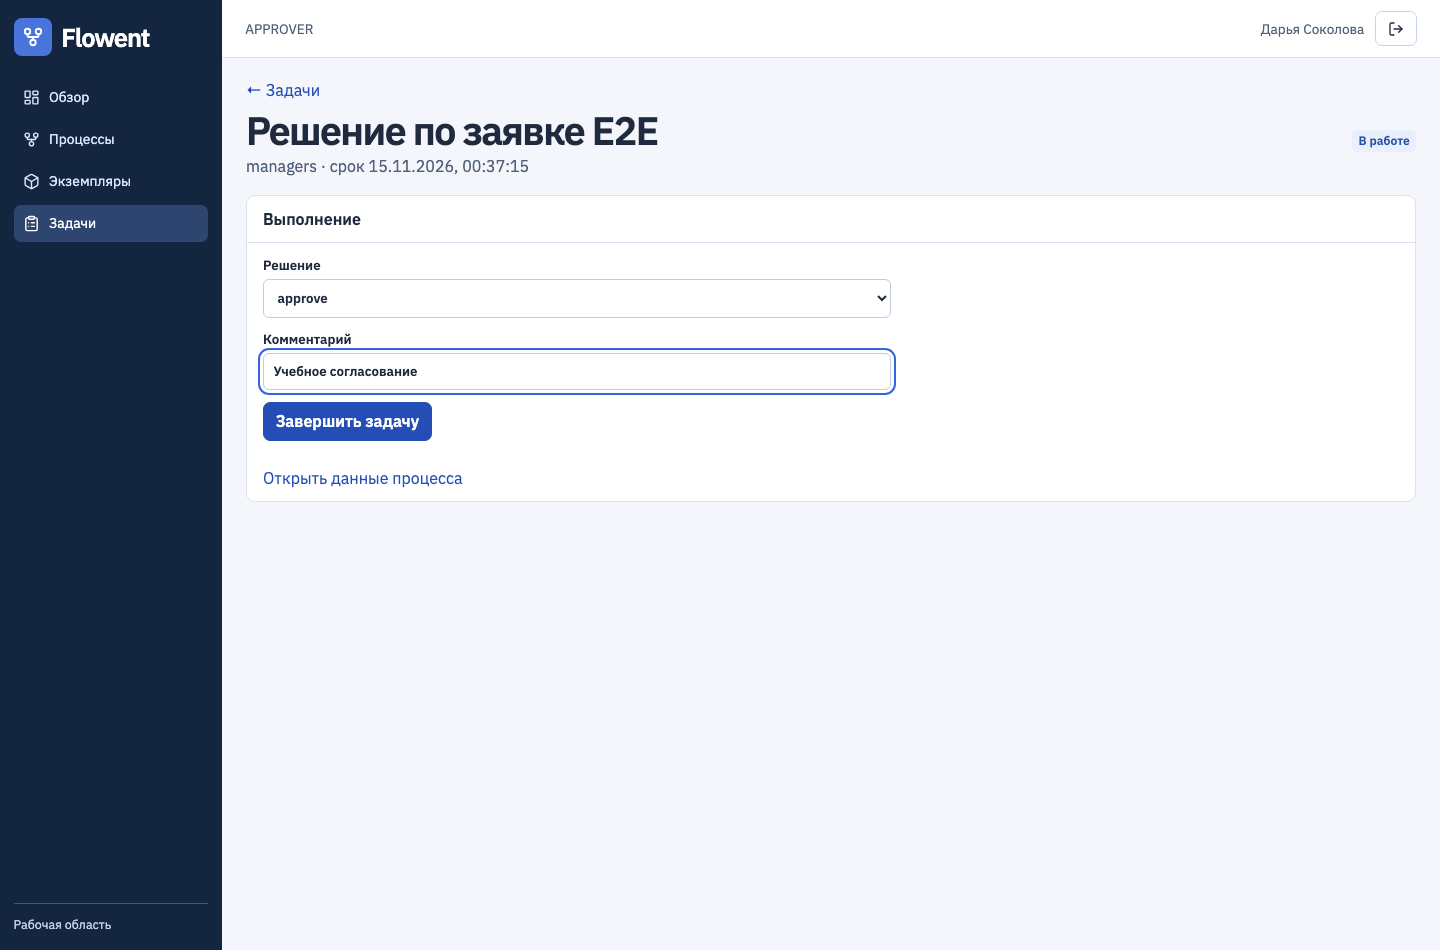 Flowent
Обзор
Процессы
Экземпляры
Задачи
Рабочая область
APPROVER
Дарья Соколова
← Задачи
Решение по заявке E2E
В работе
managers · срок 15.11.2026, 00:37:15
Выполнение
Решение
approve
Комментарий
Учебное согласование
Завершить задачу
Открыть данные процесса